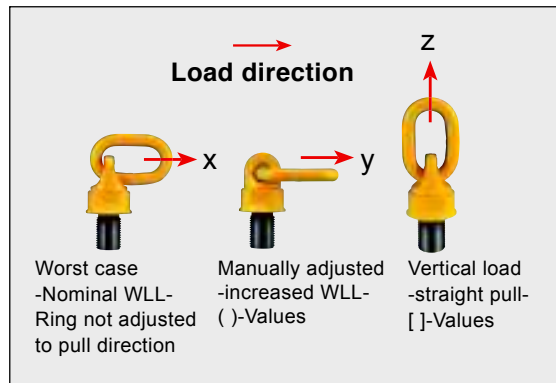 Load direction
x
y
z
Worst case
-Nominal WLL-
Ring not adjusted
to pull direction
Manually adjusted
-increased WLL-
( )-Values
Vertical load
-straight pull-
[ ]-Values